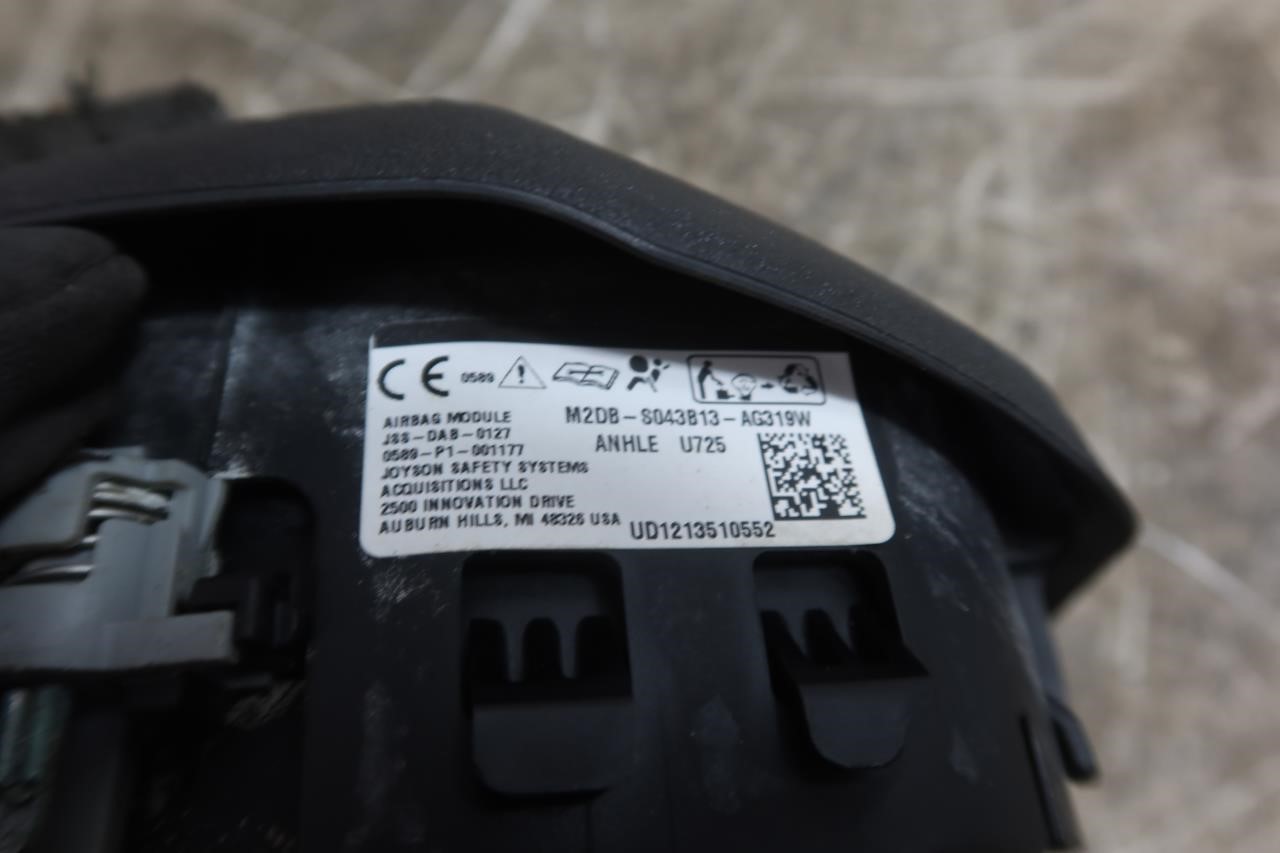 CE 0589
AIRBAG MODULE
JSS-DAB-0127
0589-P1-001177
JOYSON SAFETY SYSTEMS
ACQUISITIONS LLC
2500 INNOVATION DRIVE
AUBURN HILLS, MI 48326 USA
M2DB-S043B13-AG319W
ANHLE U725
UD1213510552